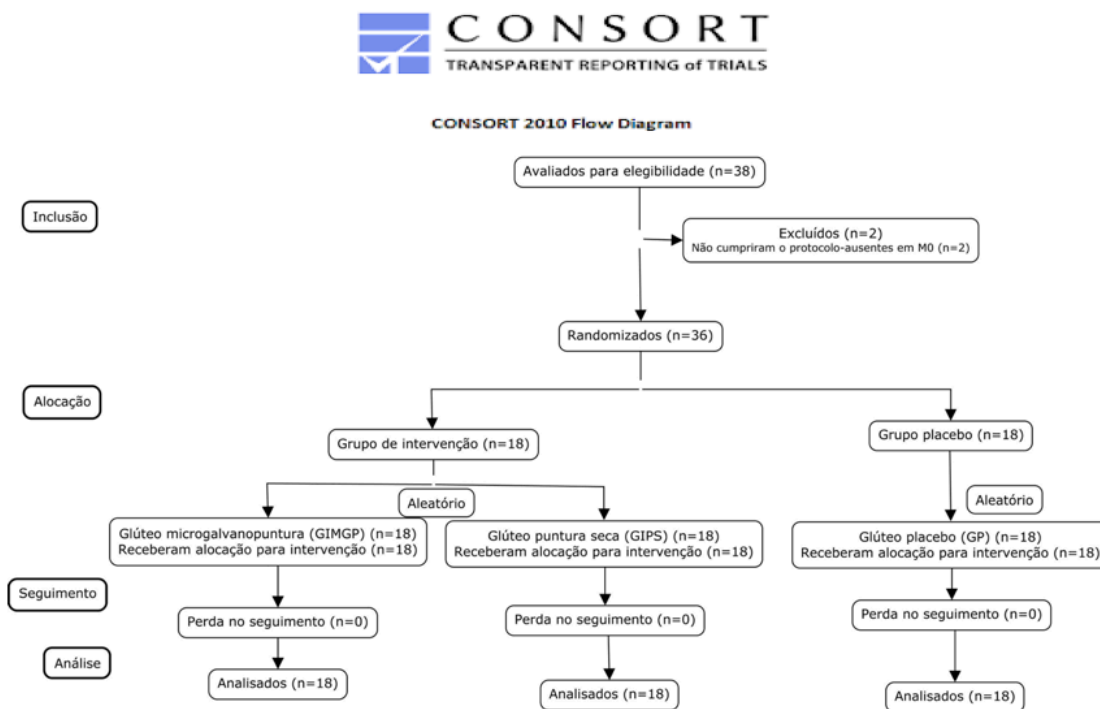 CONSORT
TRANSPARENT REPORTING of TRIALS
CONSORT 2010 Flow Diagram
Avaliados para elegibilidade (n=38)
Inclusão
Excluídos (n=2)
Não cumpriram o protocolo-ausentes em M0 (n=2)
Randomizados (n=36)
Alocação
Grupo de intervenção (n=18)
Grupo placebo (n=18)
Aleatório
Aleatório
Glúteo microgalvanopuntura (GIMGP) (n=18)
Receberam alocação para intervenção (n=18)
Glúteo puntura seca (GIPS) (n=18)
Receberam alocação para intervenção (n=18)
Glúteo placebo (GP) (n=18)
Receberam alocação para intervenção (n=18)
Seguimento
Perda no seguimento (n=0)
Perda no seguimento (n=0)
Perda no seguimento (n=0)
Análise
Analisados (n=18)
Analisados (n=18)
Analisados (n=18)